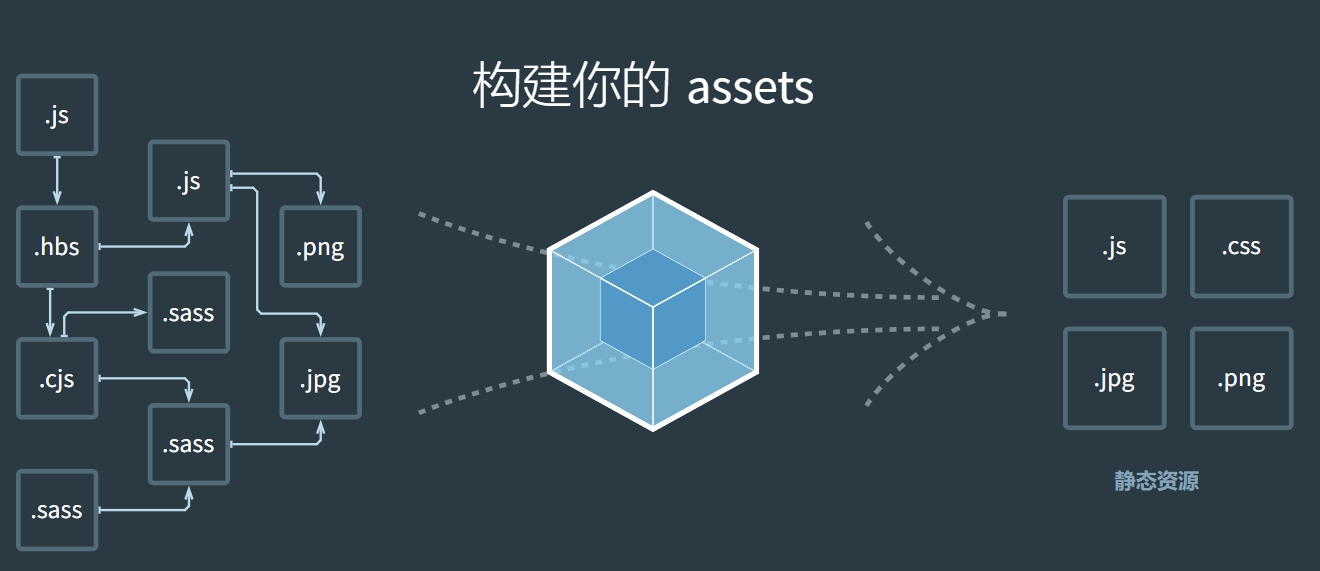 构建你的 assets
.js
.js
.hbs
.png
.sass
.cjs
.jpg
.sass
.sass
.js
.css
.jpg
.png
静态资源